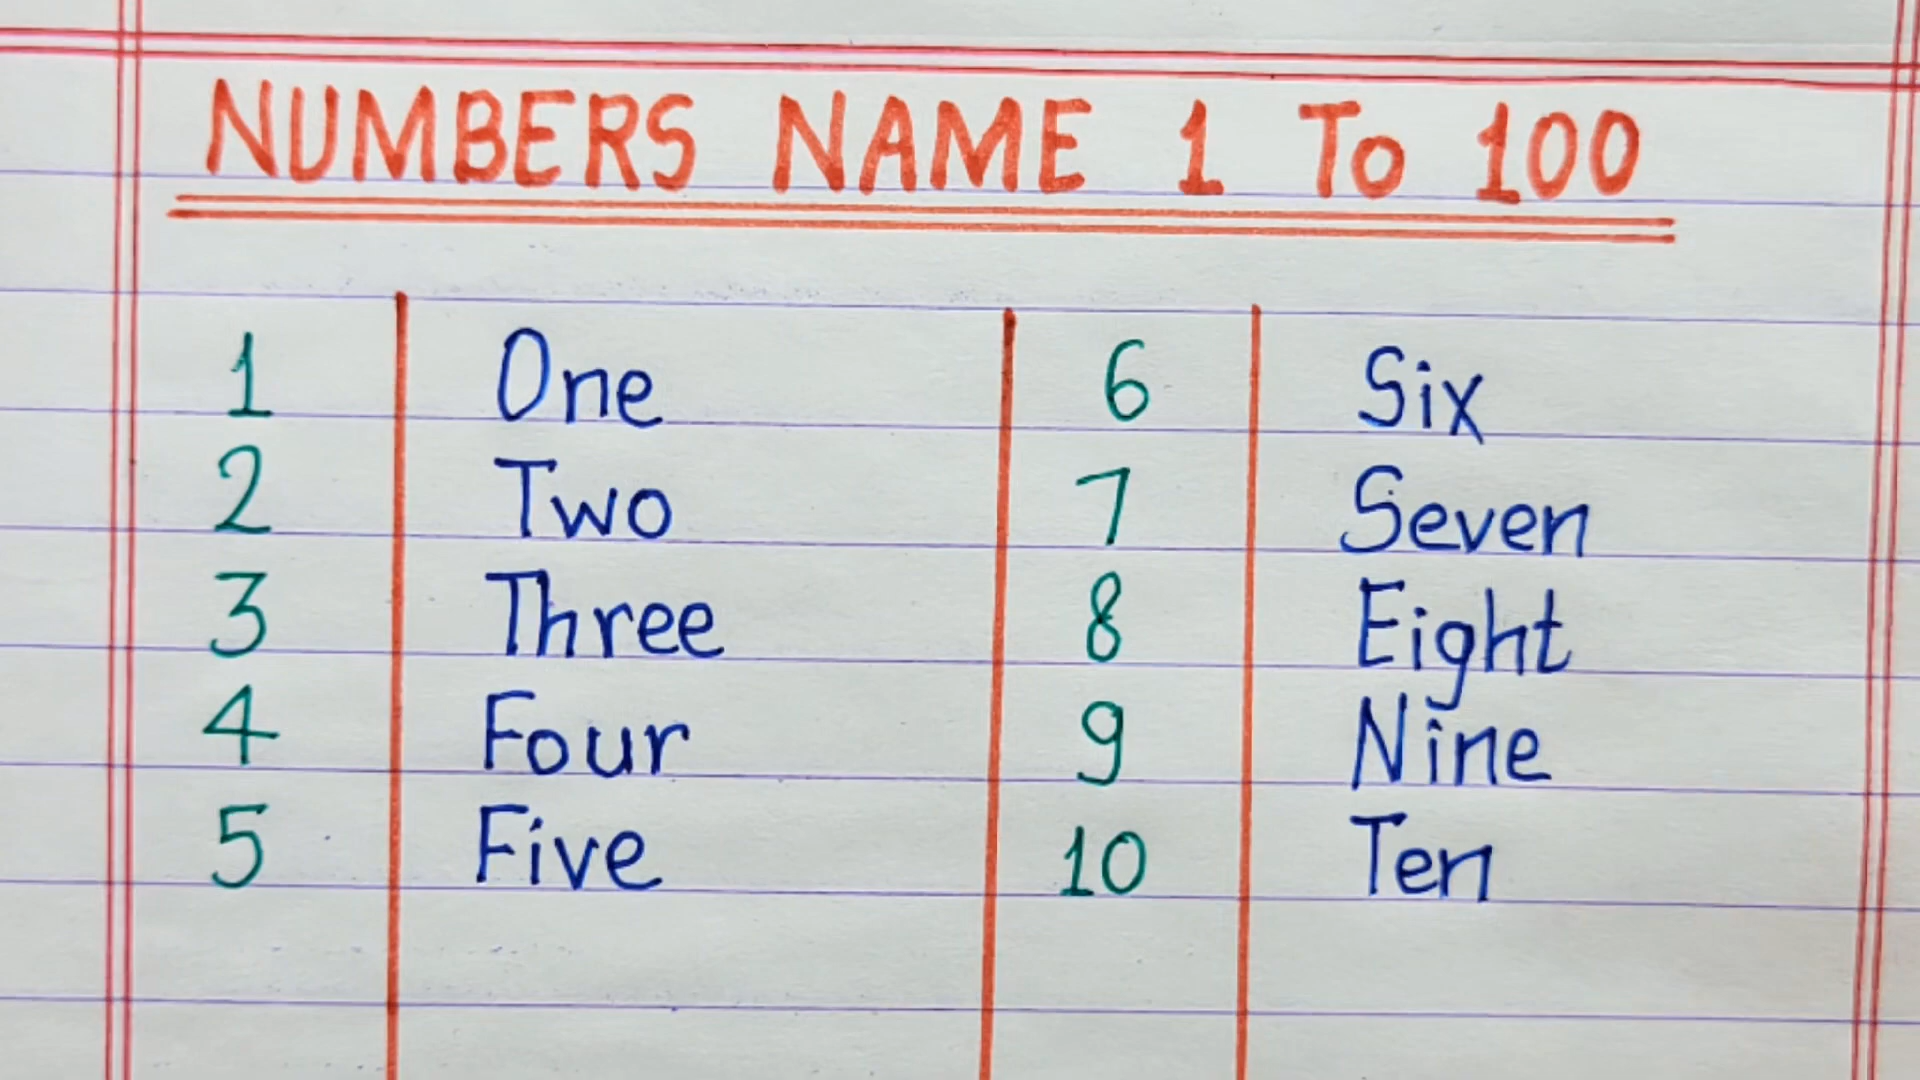 NUMBERS NAME 1 To 100
1 One 6 Six
2 Two 7 Seven
3 Three 8 Eight
4 Four 9 Nine
5 Five 10 Ten